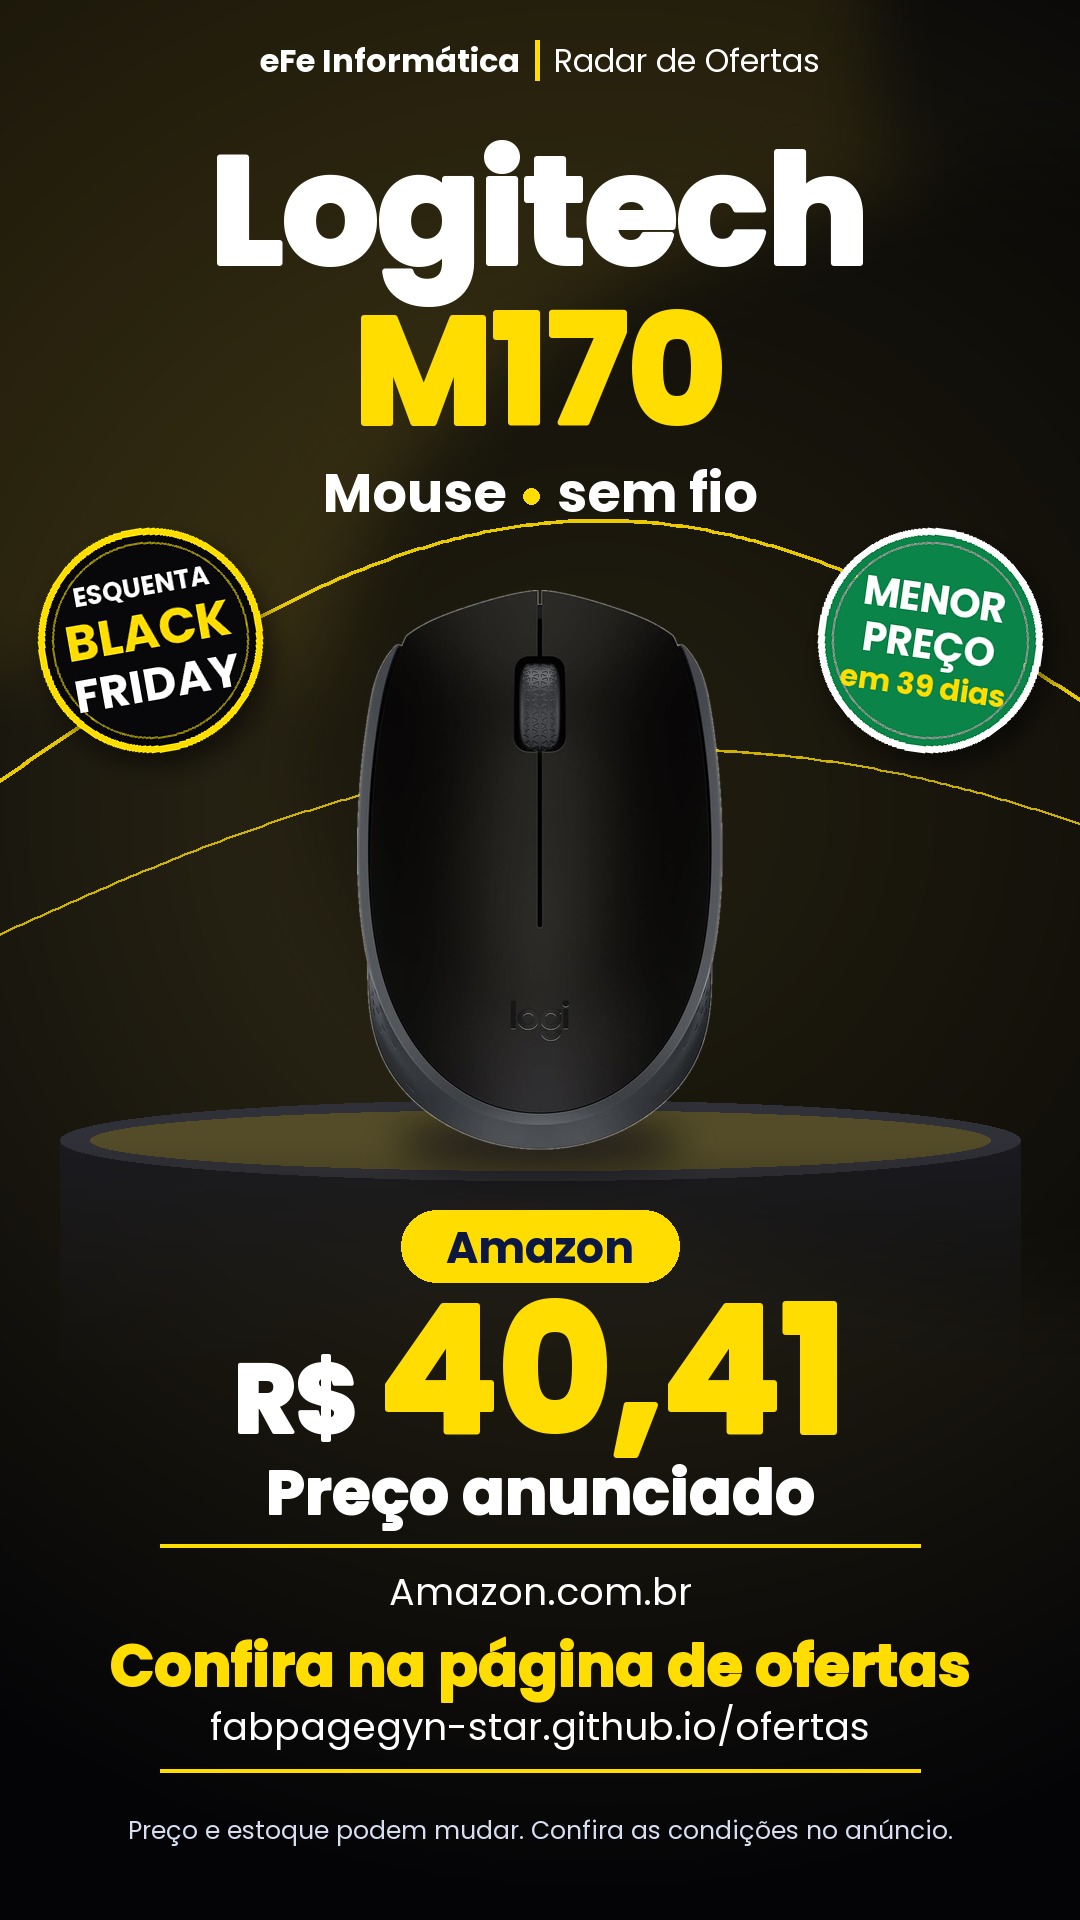 eFe Informática | Radar de Ofertas
Logitech
M170
Mouse • sem fio
ESQUENTA
BLACK
FRIDAY
MENOR
PREÇO
em 39 dias
logi
Amazon
R$ 40,41
Preço anunciado
Amazon.com.br
Confira na página de ofertas
fabpagegyn-star.github.io/ofertas
Preço e estoque podem mudar. Confira as condições no anúncio.